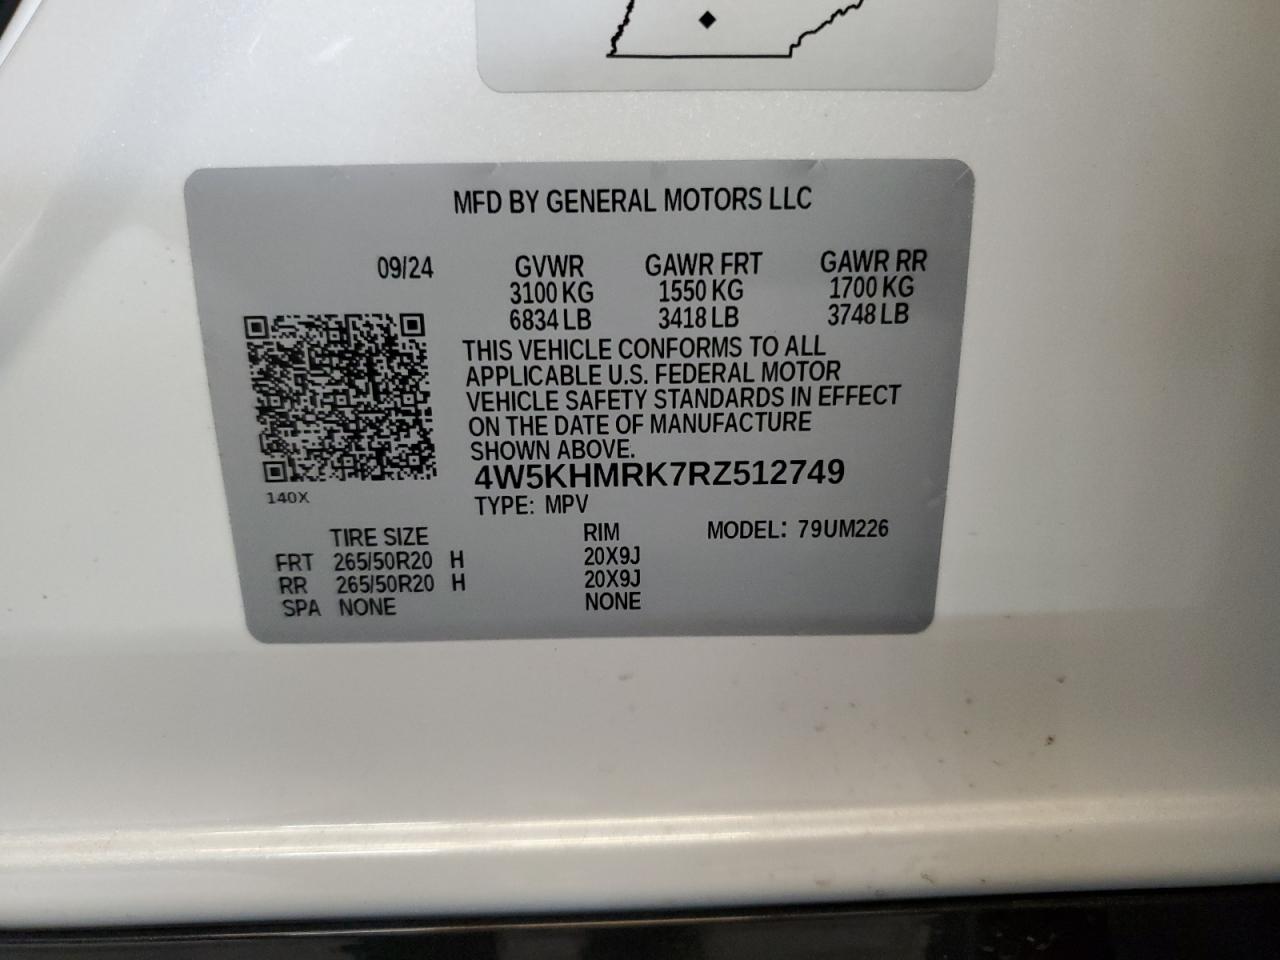 MFD BY GENERAL MOTORS LLC
09/24 GVWR GAWR FRT GAWR RR
3100 KG 1550 KG 1700 KG
6834 LB 3418 LB 3748 LB
THIS VEHICLE CONFORMS TO ALL
APPLICABLE U.S. FEDERAL MOTOR
VEHICLE SAFETY STANDARDS IN EFFECT
ON THE DATE OF MANUFACTURE
SHOWN ABOVE.
4W5KHMRK7RZ512749
140X
TYPE: MPV
TIRE SIZE RIM MODEL: 79UM226
FRT 265/50R20 H 20X9J
RR 265/50R20 H 20X9J
SPA NONE NONE